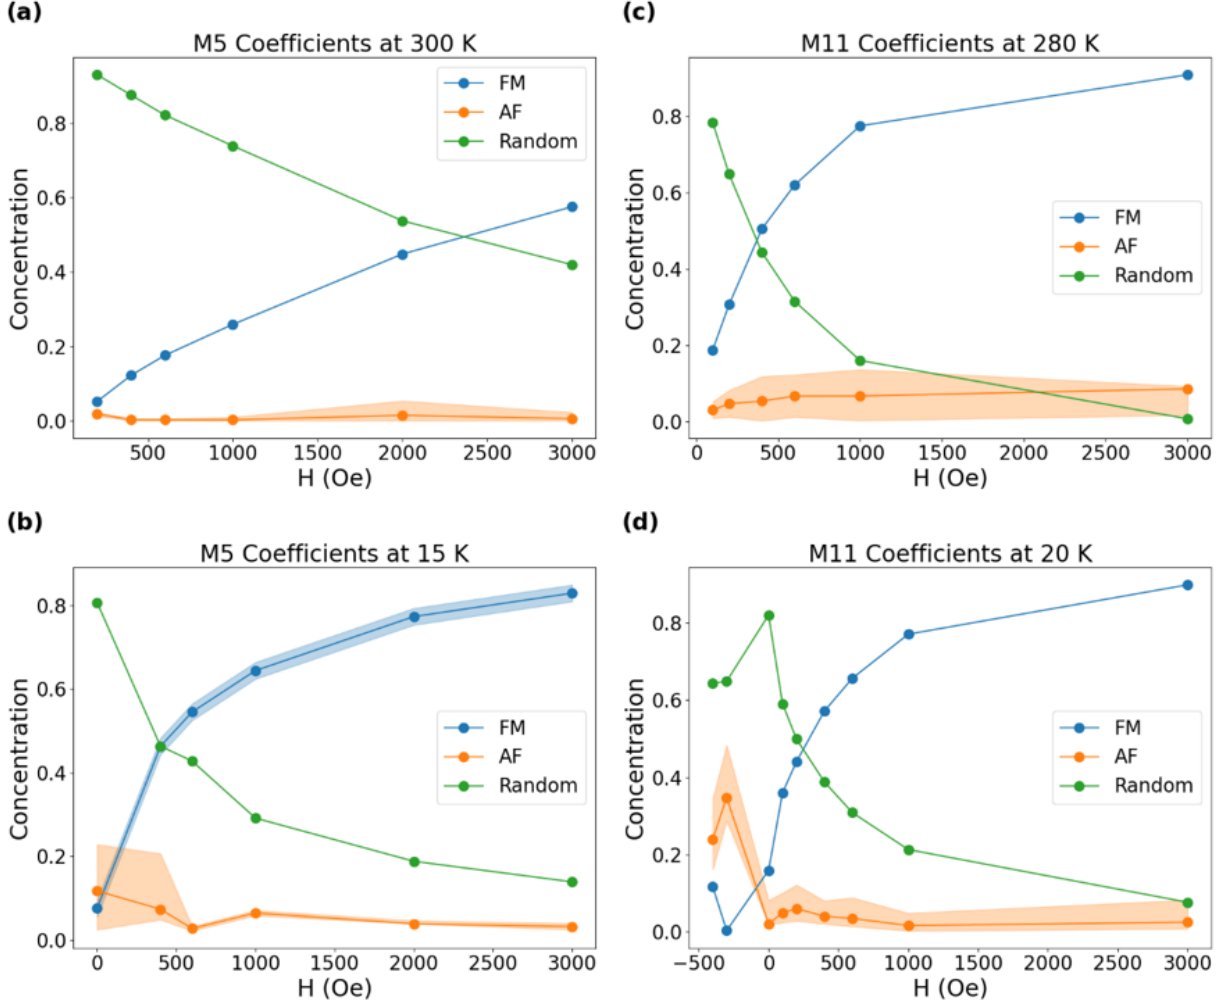 (a)
M5 Coefficients at 300 K
FM
AF
Random
Concentration
0.8
0.6
0.4
0.2
0.0
500 1000 1500 2000 2500 3000
H (Oe)
(c)
M11 Coefficients at 280 K
FM
AF
Random
Concentration
0.8
0.6
0.4
0.2
0.0
0 500 1000 1500 2000 2500 3000
H (Oe)
(b)
M5 Coefficients at 15 K
FM
AF
Random
Concentration
0.8
0.6
0.4
0.2
0.0
0 500 1000 1500 2000 2500 3000
H (Oe)
(d)
M11 Coefficients at 20 K
FM
AF
Random
Concentration
0.8
0.6
0.4
0.2
0.0
−500 0 500 1000 1500 2000 2500 3000
H (Oe)